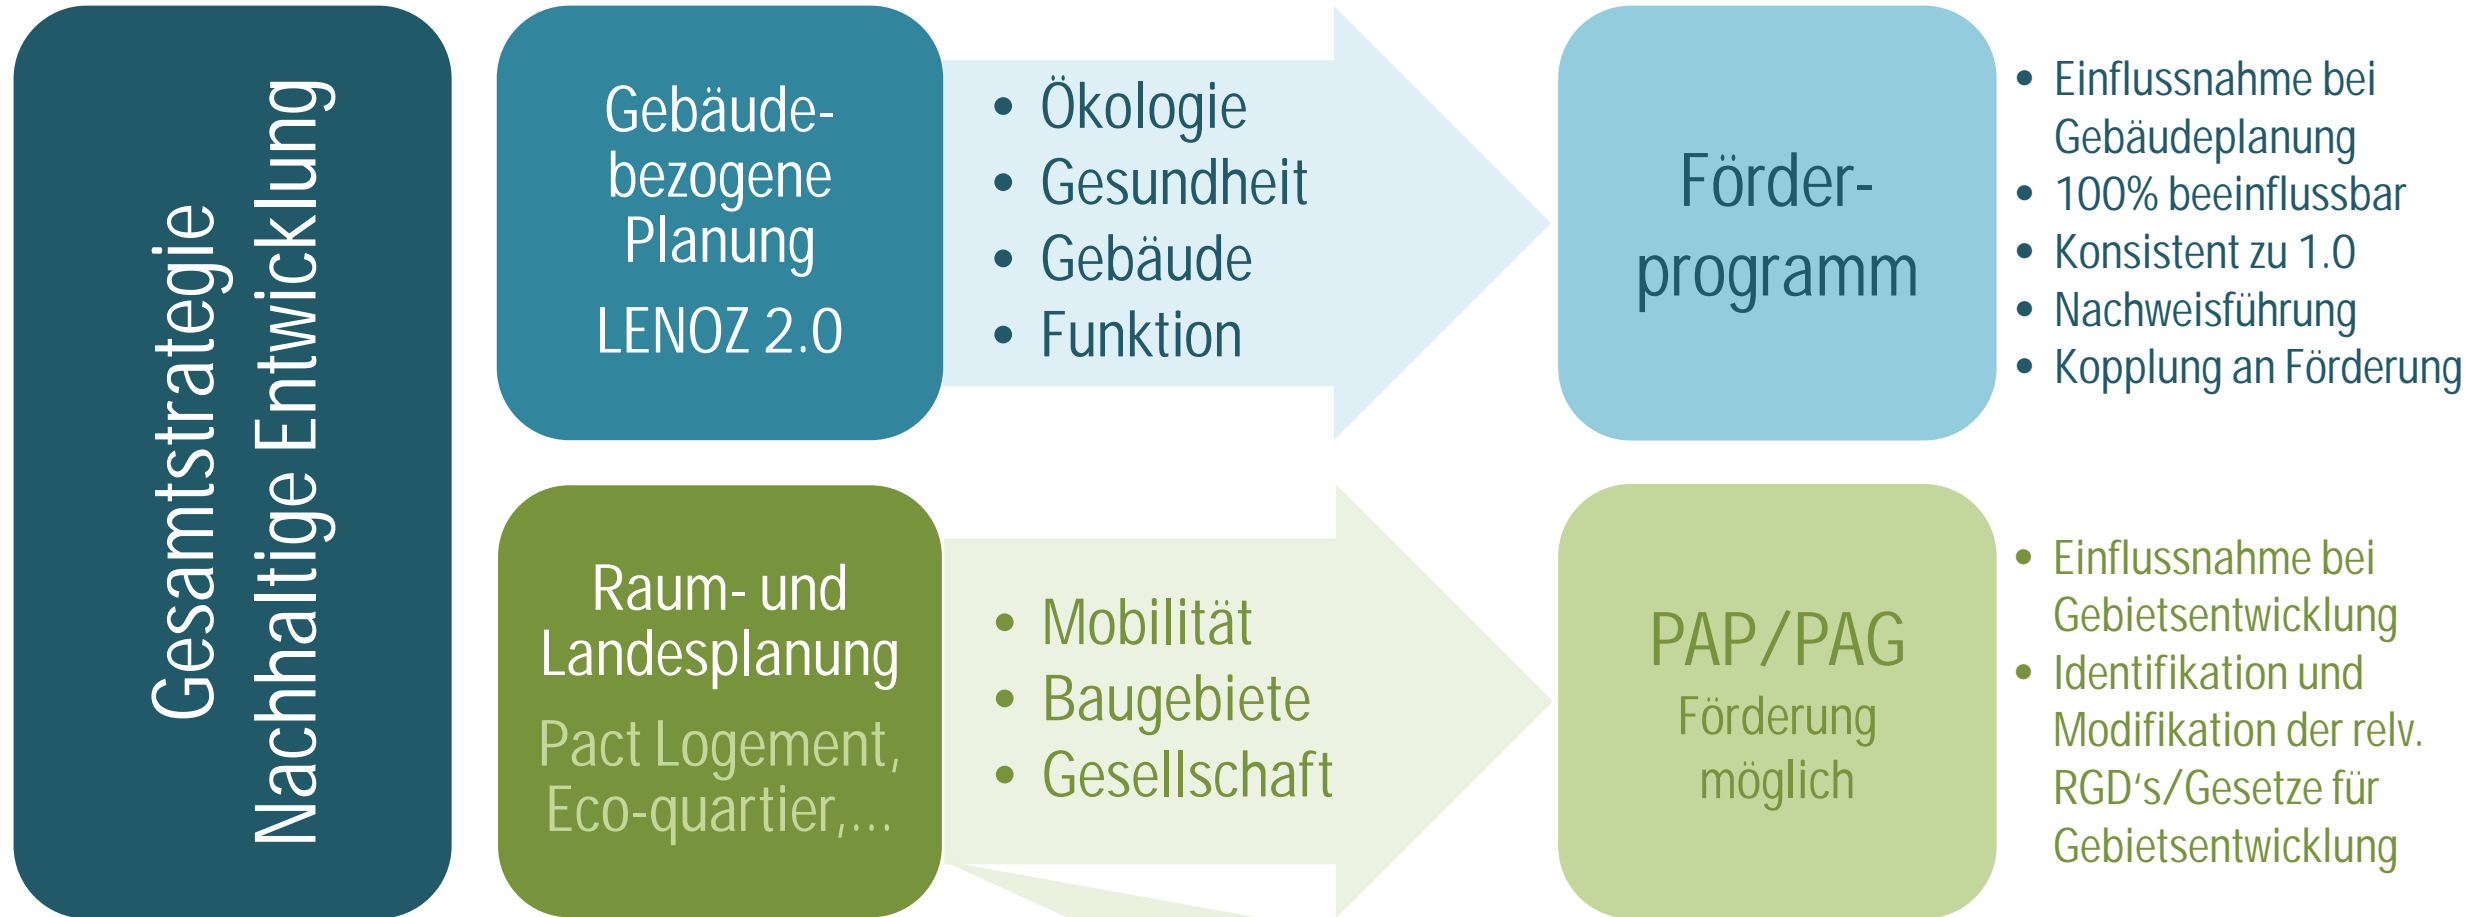 Gesamtstrategie
Nachhaltige Entwicklung
Gebäude-
bezogene
Planung
LENOZ 2.0
• Ökologie
• Gesundheit
• Gebäude
• Funktion
Förder-
programm
• Einflussnahme bei
Gebäudeplanung
• 100% beeinflussbar
• Konsistent zu 1.0
• Nachweisführung
• Kopplung an Förderung
Raum- und
Landesplanung
Pact Logement,
Eco-quartier,...
• Mobilität
• Baugebiete
• Gesellschaft
PAP/PAG
Förderung
möglich
• Einflussnahme bei
Gebietsentwicklung
• Identifikation und
Modifikation der relv.
RGD‘s/Gesetze für
Gebietsentwicklung